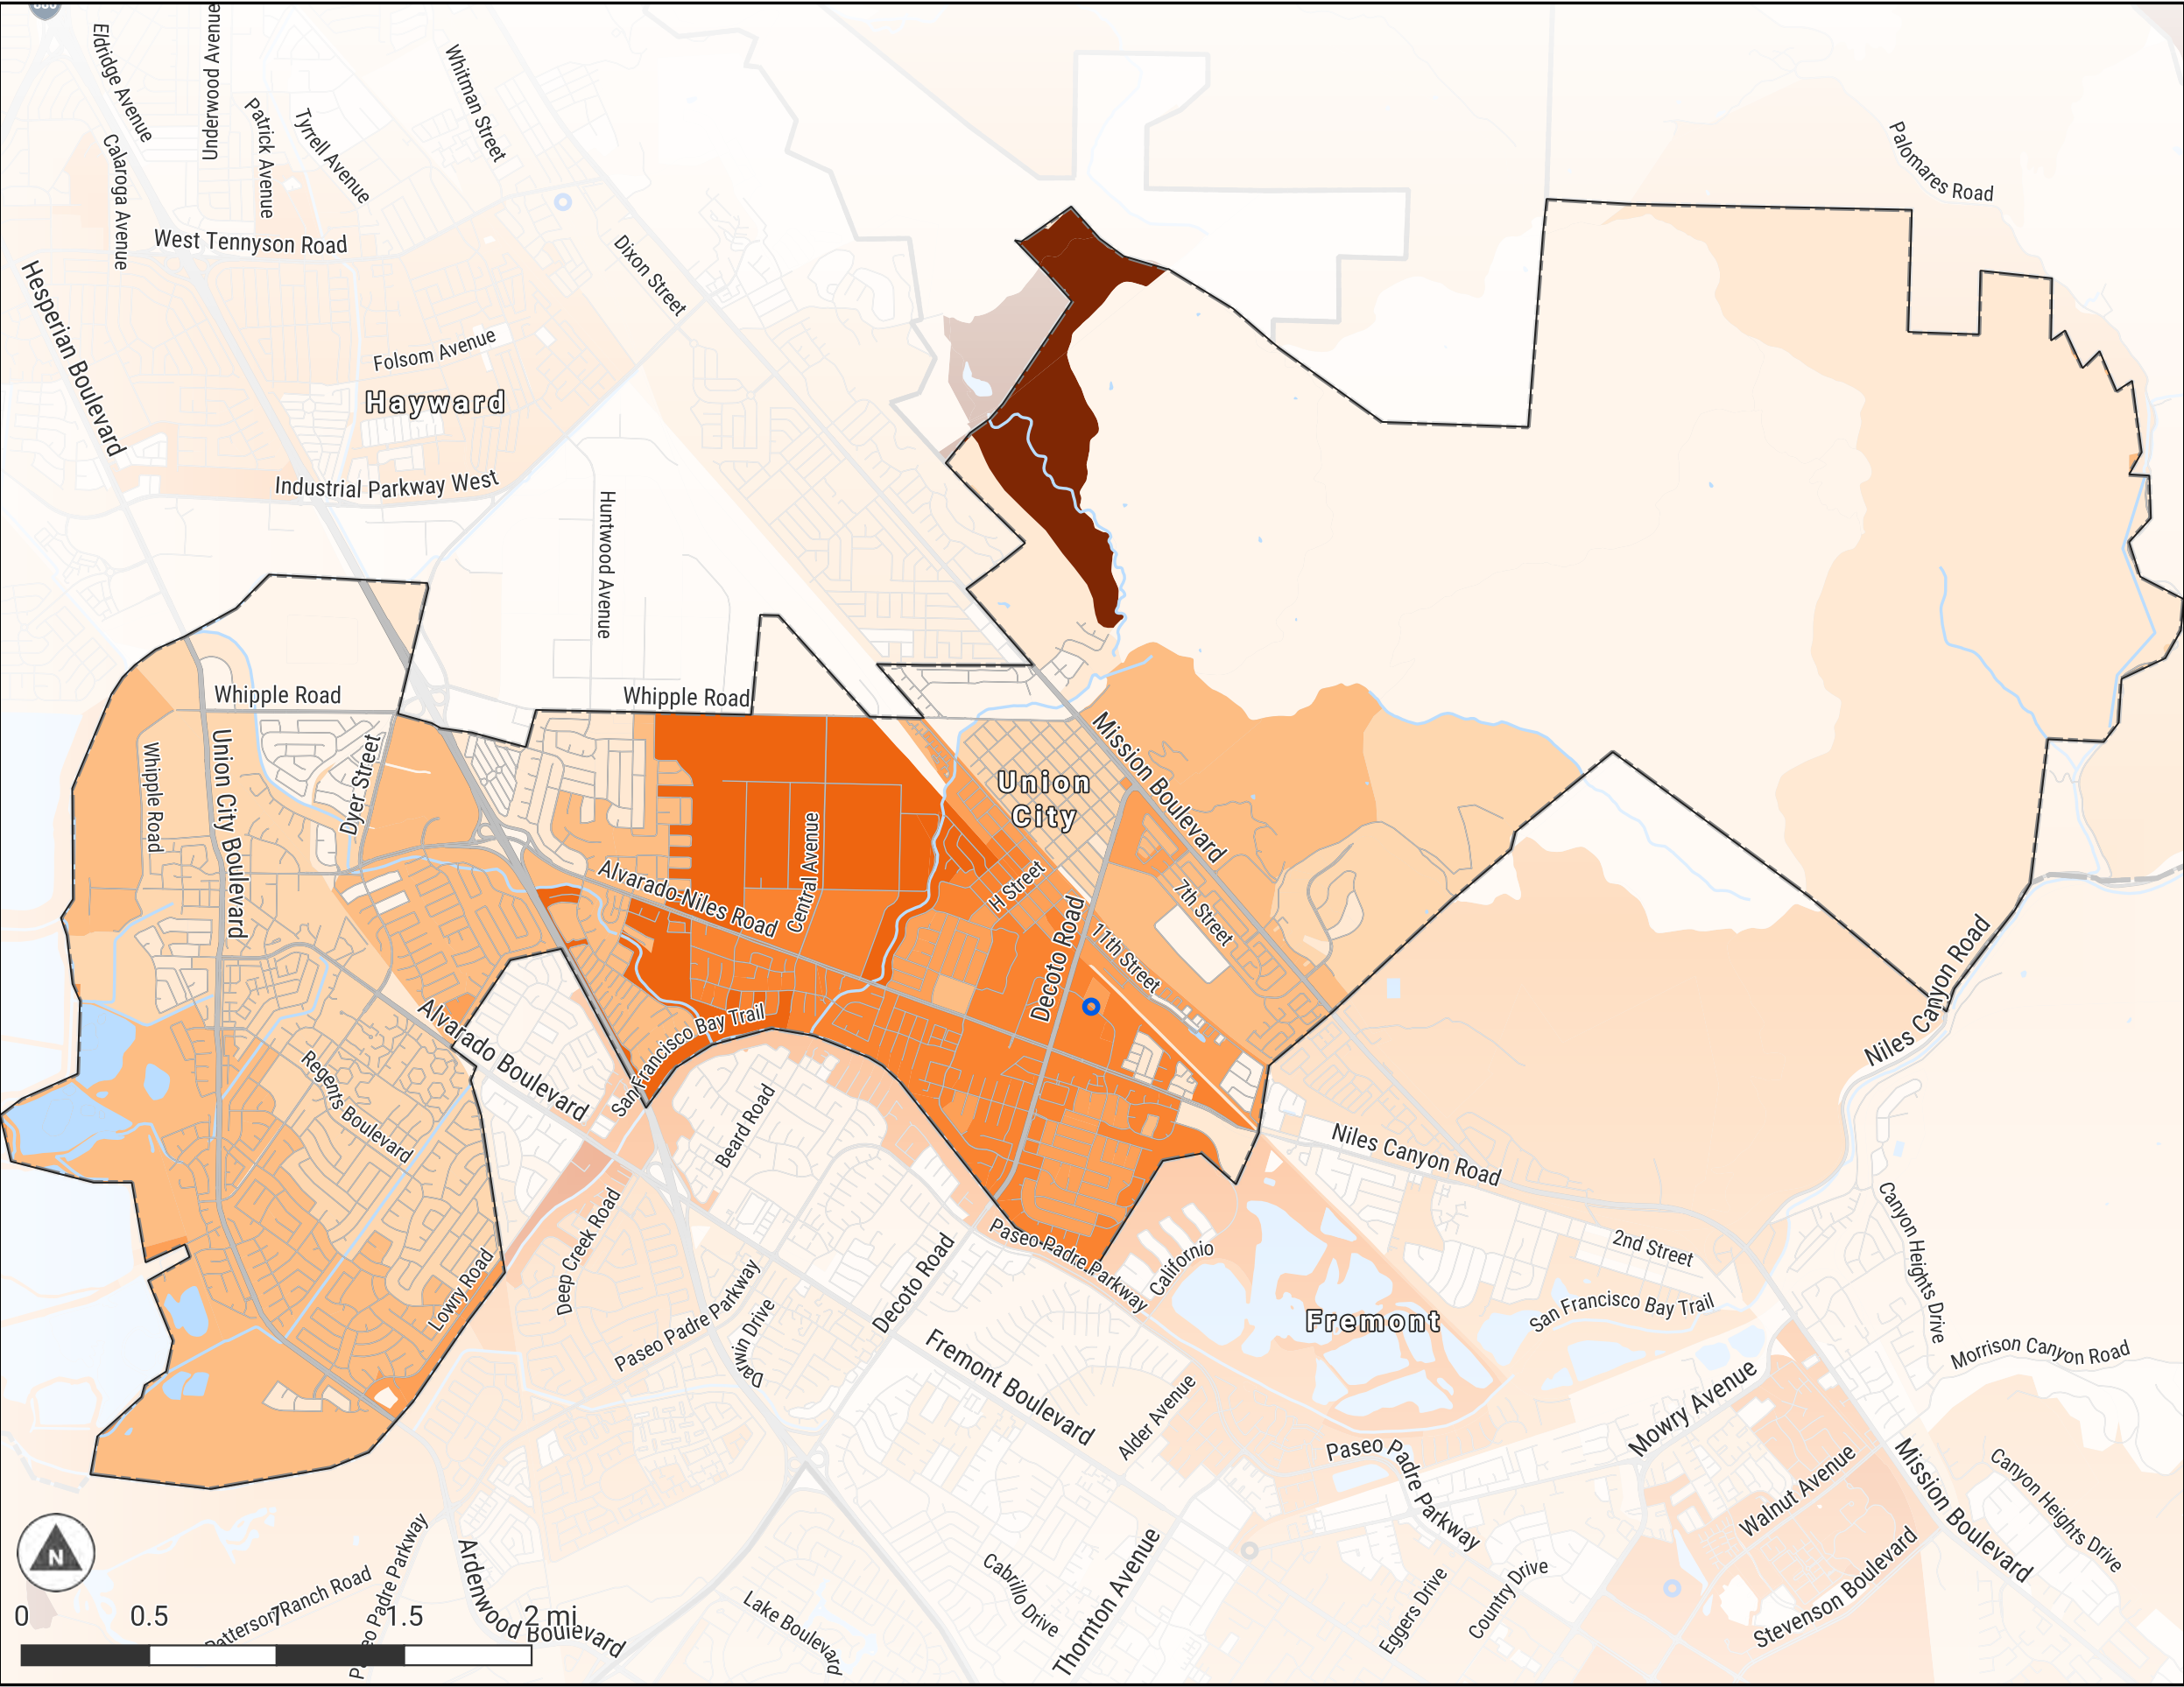 Eldridge Avenue
Underwood Avenue
Whitman Street
Patrick Avenue
Tyrrell Avenue
Calaroga Avenue
Palomares Road
West Tennyson Road
Dixon Street
Hesperian Boulevard
Folsom Avenue
Hayward
Industrial Parkway West
Huntwood Avenue
Whipple Road
Whipple Road
Mission Boulevard
Union
City
Whipple Road
Union City Boulevard
Dyer Street
Central Avenue
Alvarado-Niles Road
H Street
7th Street
Decoto Road
11th Street
Niles Canyon Road
Alvarado Boulevard
San Francisco Bay Trail
Regents Boulevard
Beard Road
Niles Canyon Road
Deep Creek Road
Lowry Road
Paseo Padre Parkway
Californio
Decoto Road
2nd Street
Canyon Heights Drive
San Francisco Bay Trail
Fremont
Paseo Padre Parkway
Darwin Drive
Fremont Boulevard
Alder Avenue
Morrison Canyon Road
Mowry Avenue
Paseo Padre Parkway
Walnut Avenue
Mission Boulevard
Canyon Heights Drive
Stevenson Boulevard
Country Drive
Eggers Drive
Thornton Avenue
Cabrillo Drive
Lake Boulevard
Ardenwood Boulevard
Paseo Padre Parkway
Patterson Ranch Road
N
0 0.5 1.5 2 mi